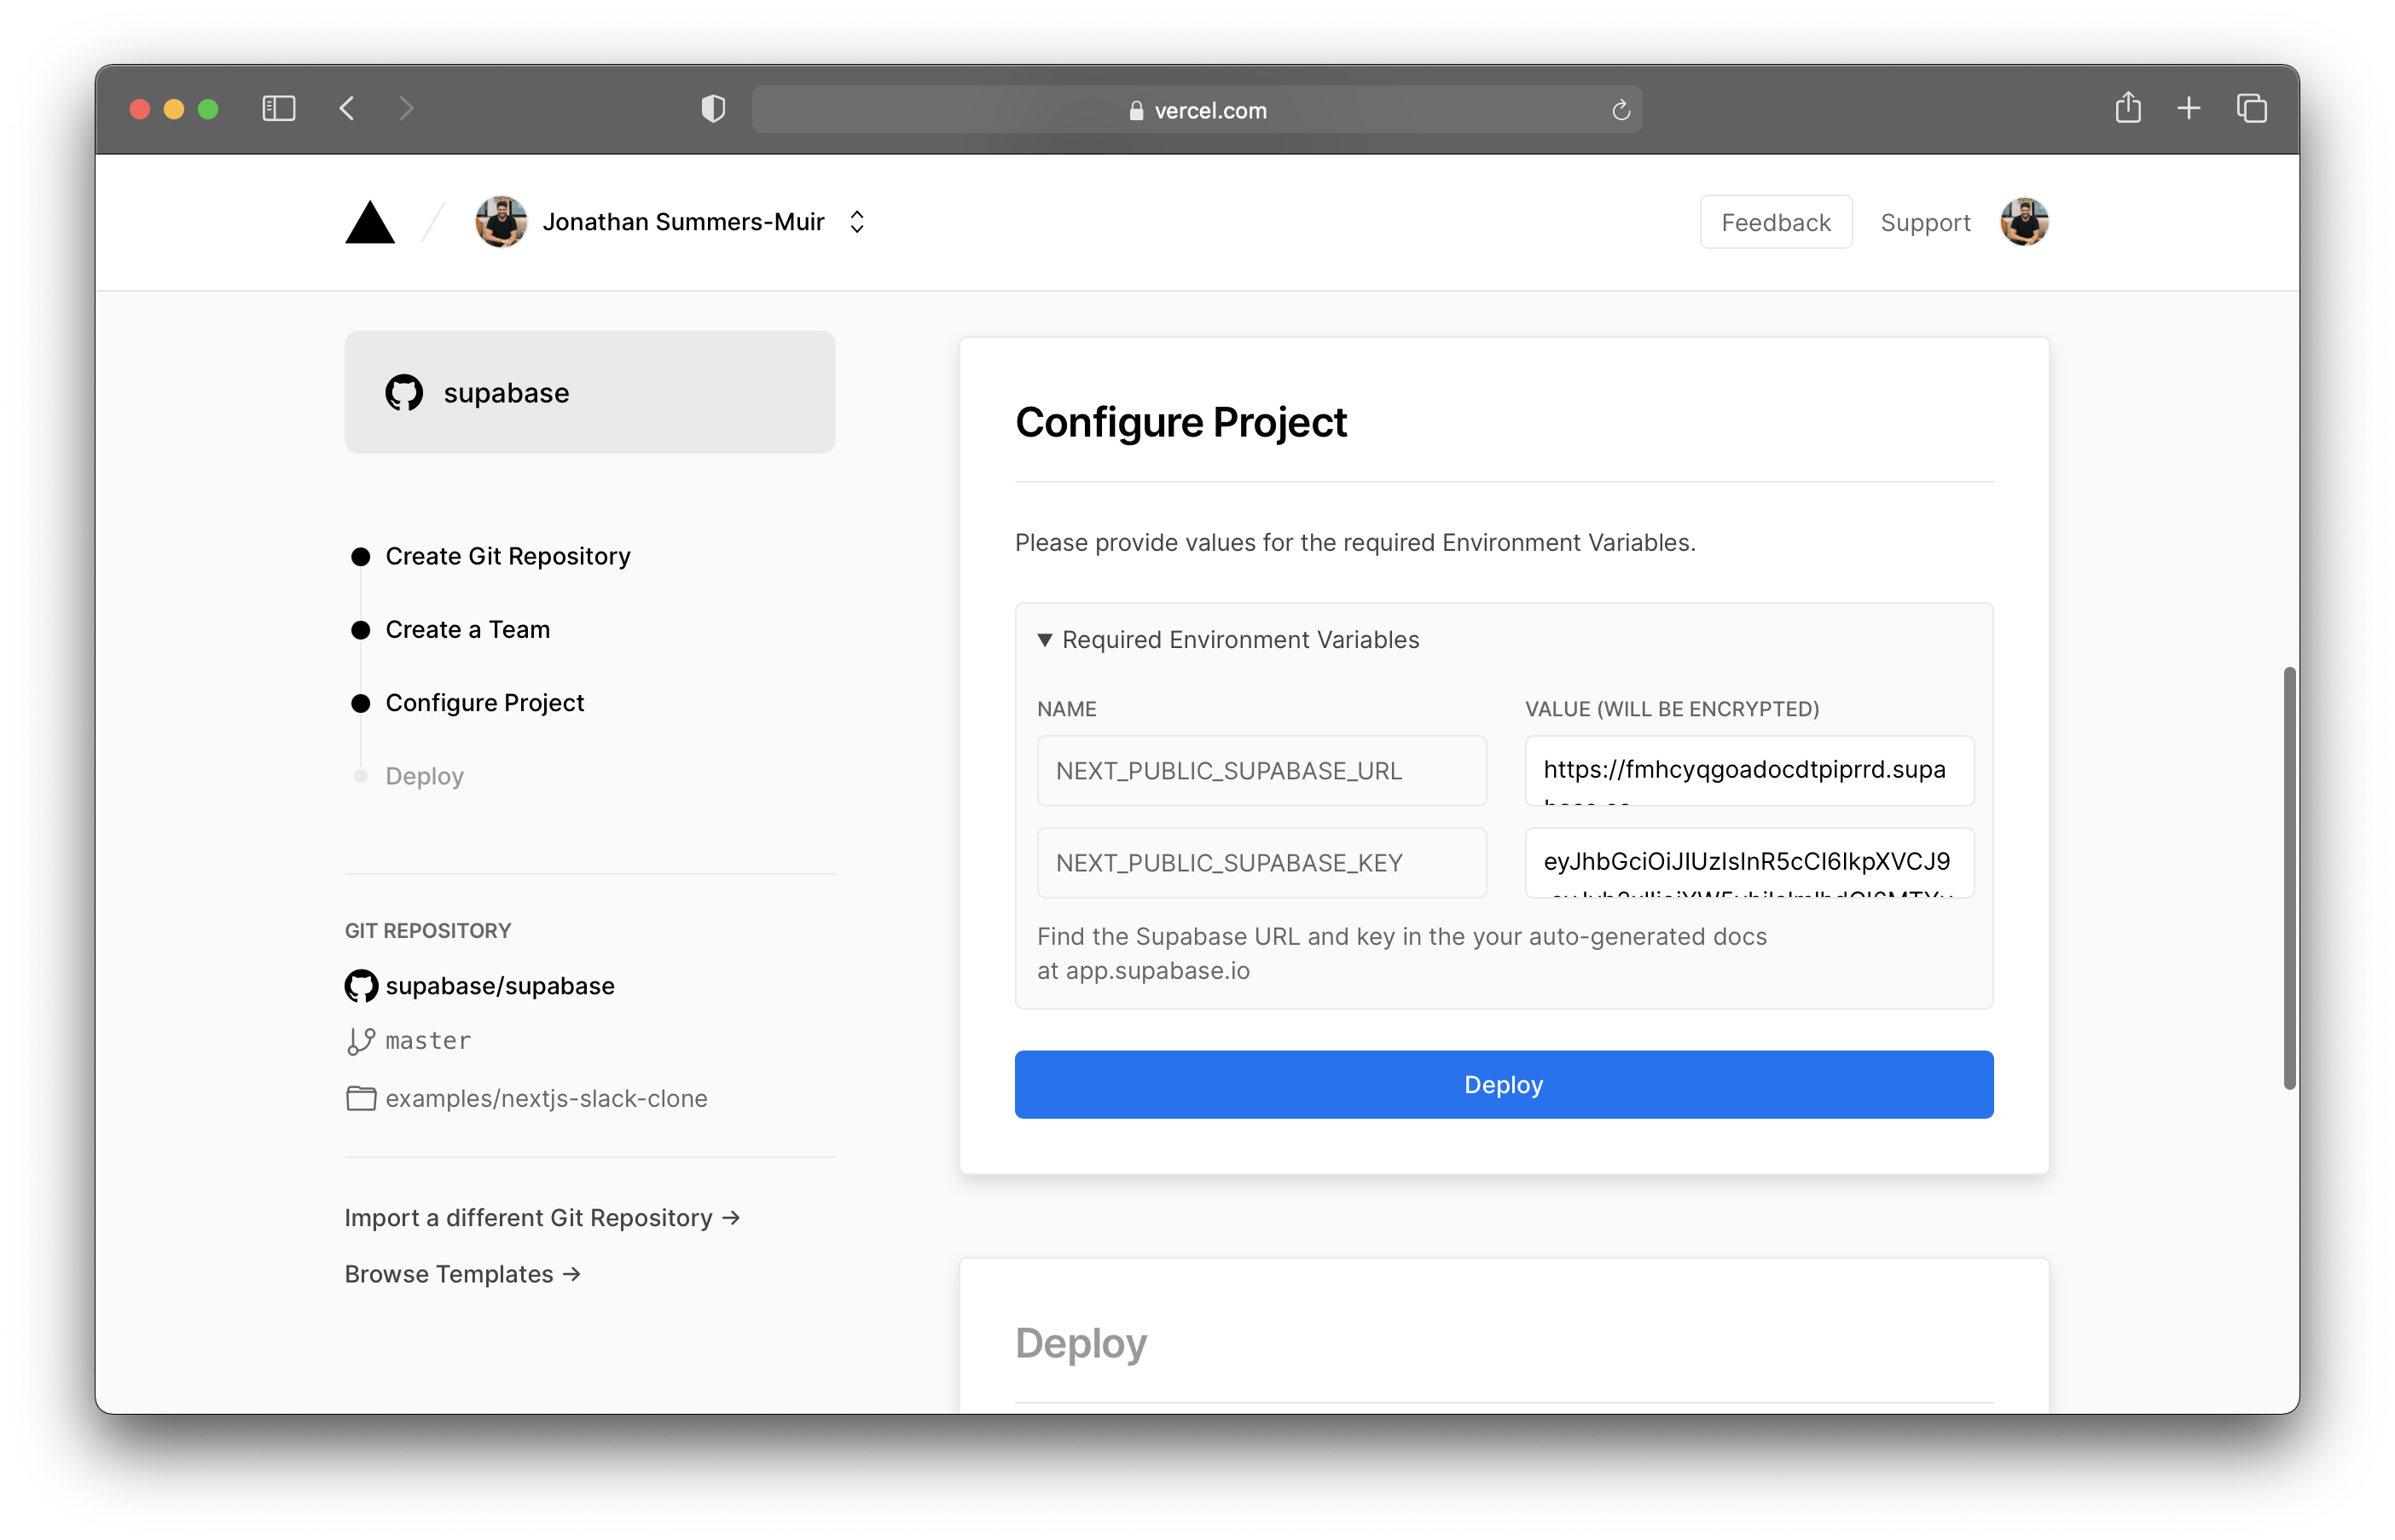 vercel.com
Jonathan Summers-Muir
Feedback
Support
supabase
Create Git Repository
Create a Team
Configure Project
Deploy
GIT REPOSITORY
supabase/supabase
master
examples/nextjs-slack-clone
Import a different Git Repository →
Browse Templates →
Configure Project
Please provide values for the required Environment Variables.
▼ Required Environment Variables
NAME
VALUE (WILL BE ENCRYPTED)
NEXT_PUBLIC_SUPABASE_URL
https://fmhcyqgoadocdtpiprrd.supa
NEXT_PUBLIC_SUPABASE_KEY
eyJhbGciOiJIUzIsInR5cCI6IkpXVCJ9
Find the Supabase URL and key in the your auto-generated docs
at app.supabase.io
Deploy
Deploy